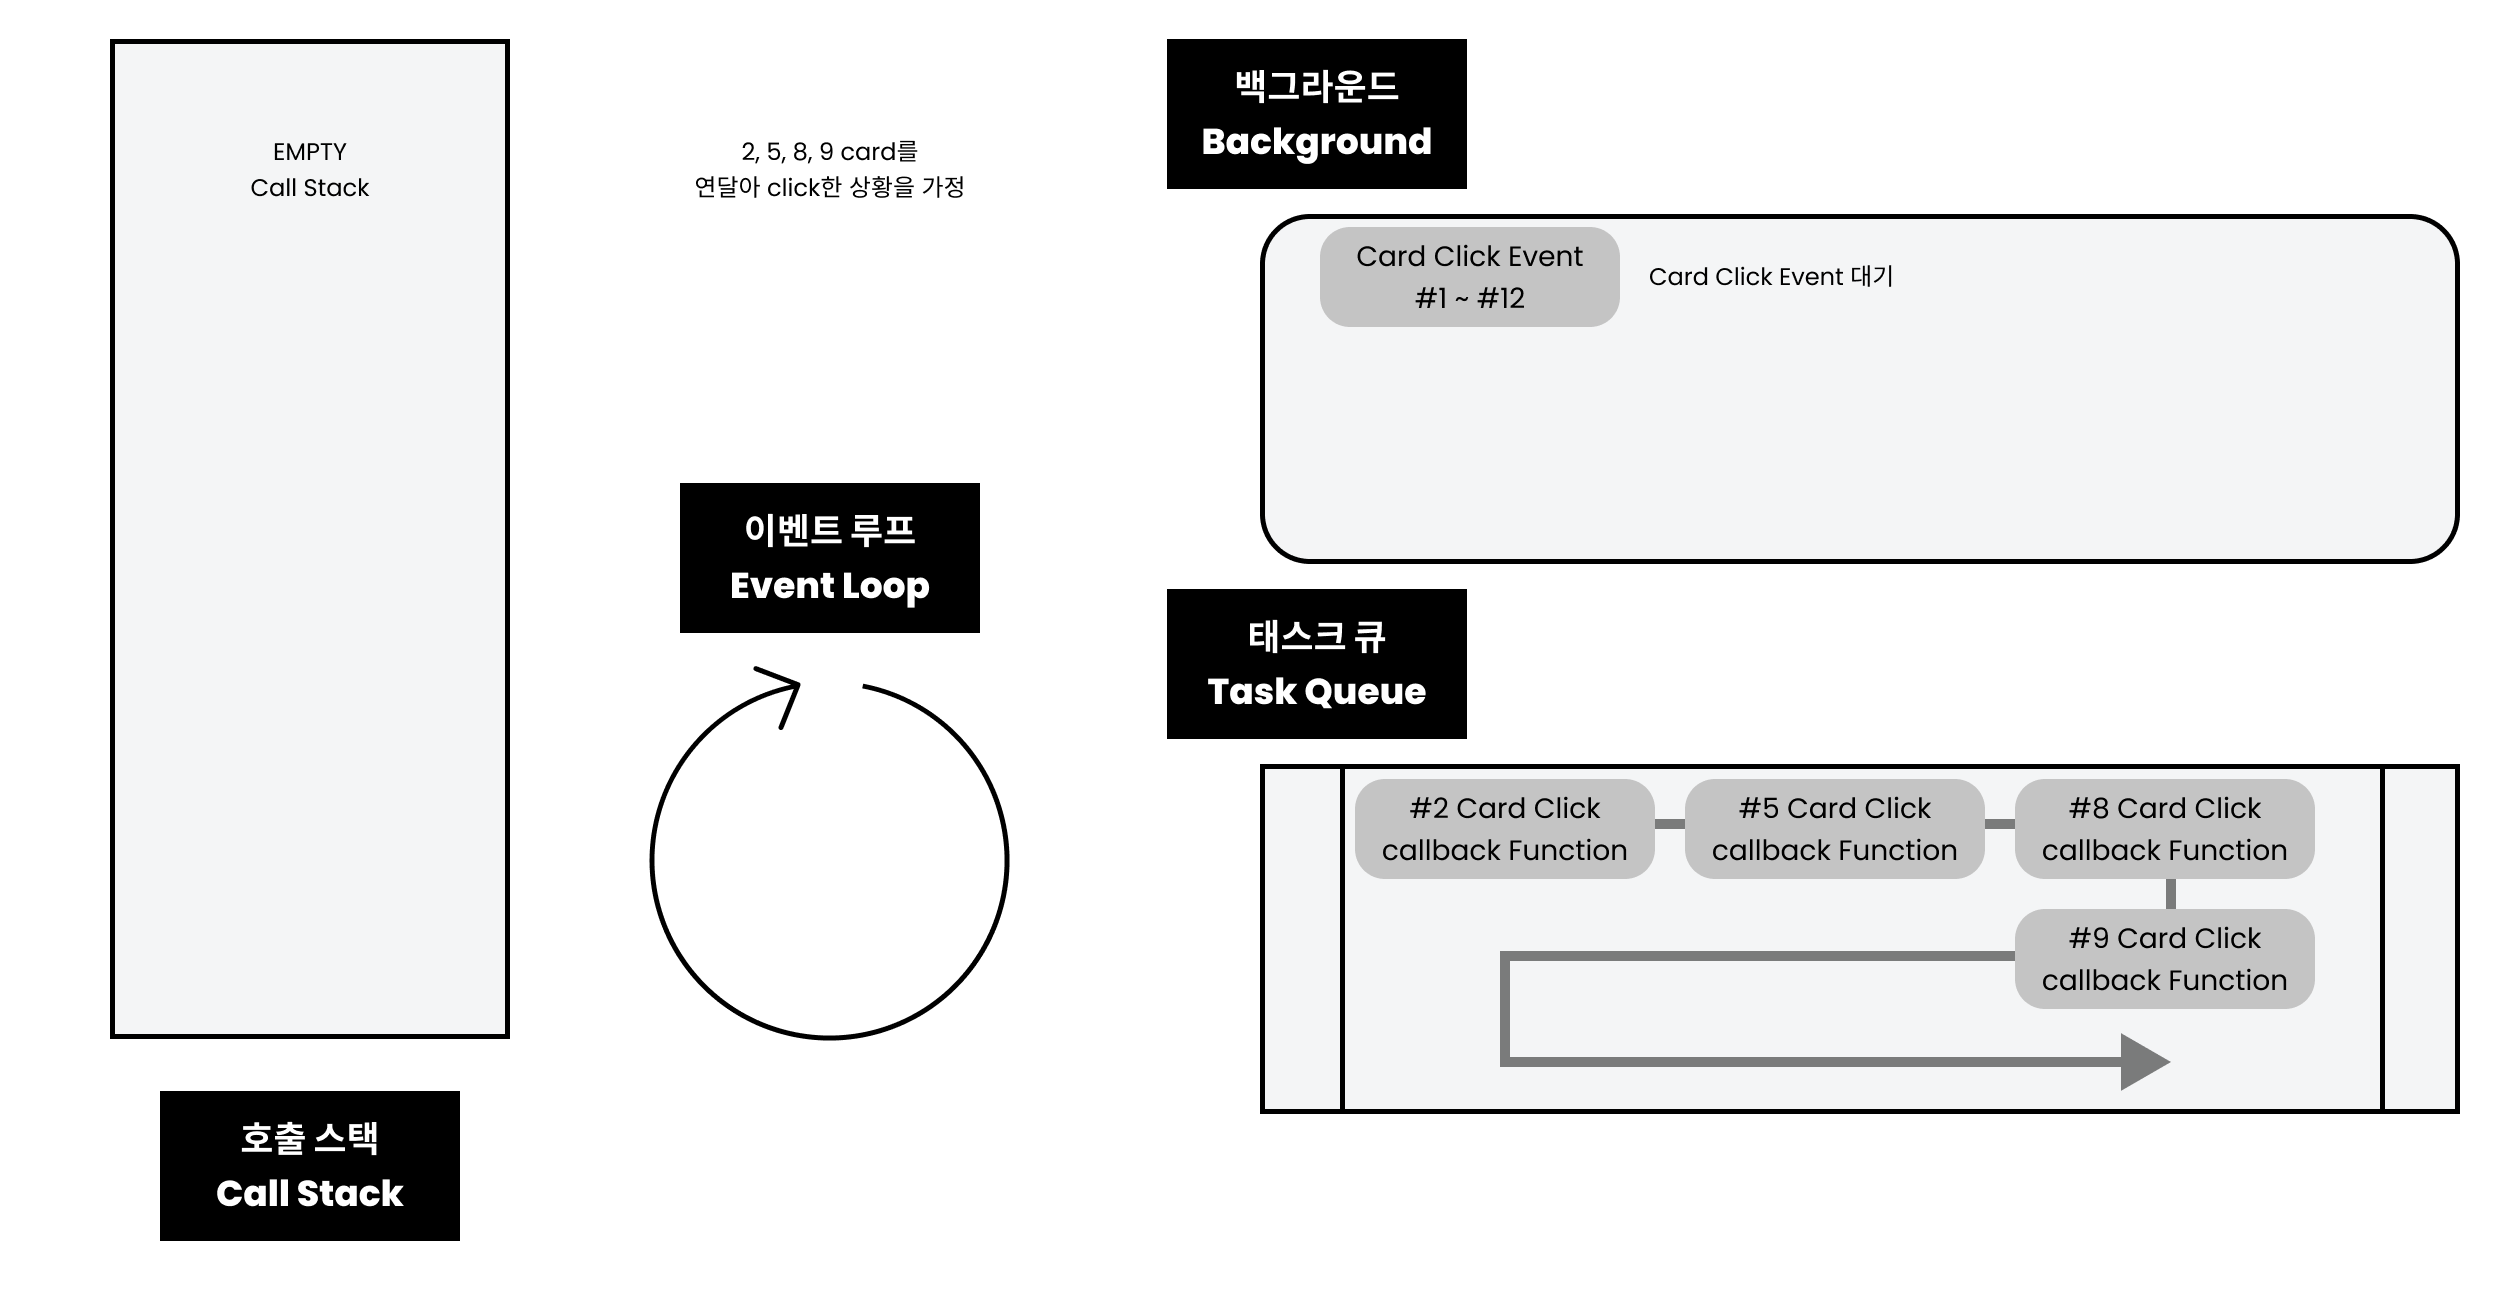 EMPTY
Call Stack
호출 스택
Call Stack
2, 5, 8, 9 card를
연달아 click한 상황을 가정
이벤트 루프
Event Loop
백그라운드
Background
Card Click Event
#1 ~ #12
Card Click Event 대기
태스크 큐
Task Queue
#2 Card Click
callback Function
#5 Card Click
callback Function
#8 Card Click
callback Function
#9 Card Click
callback Function